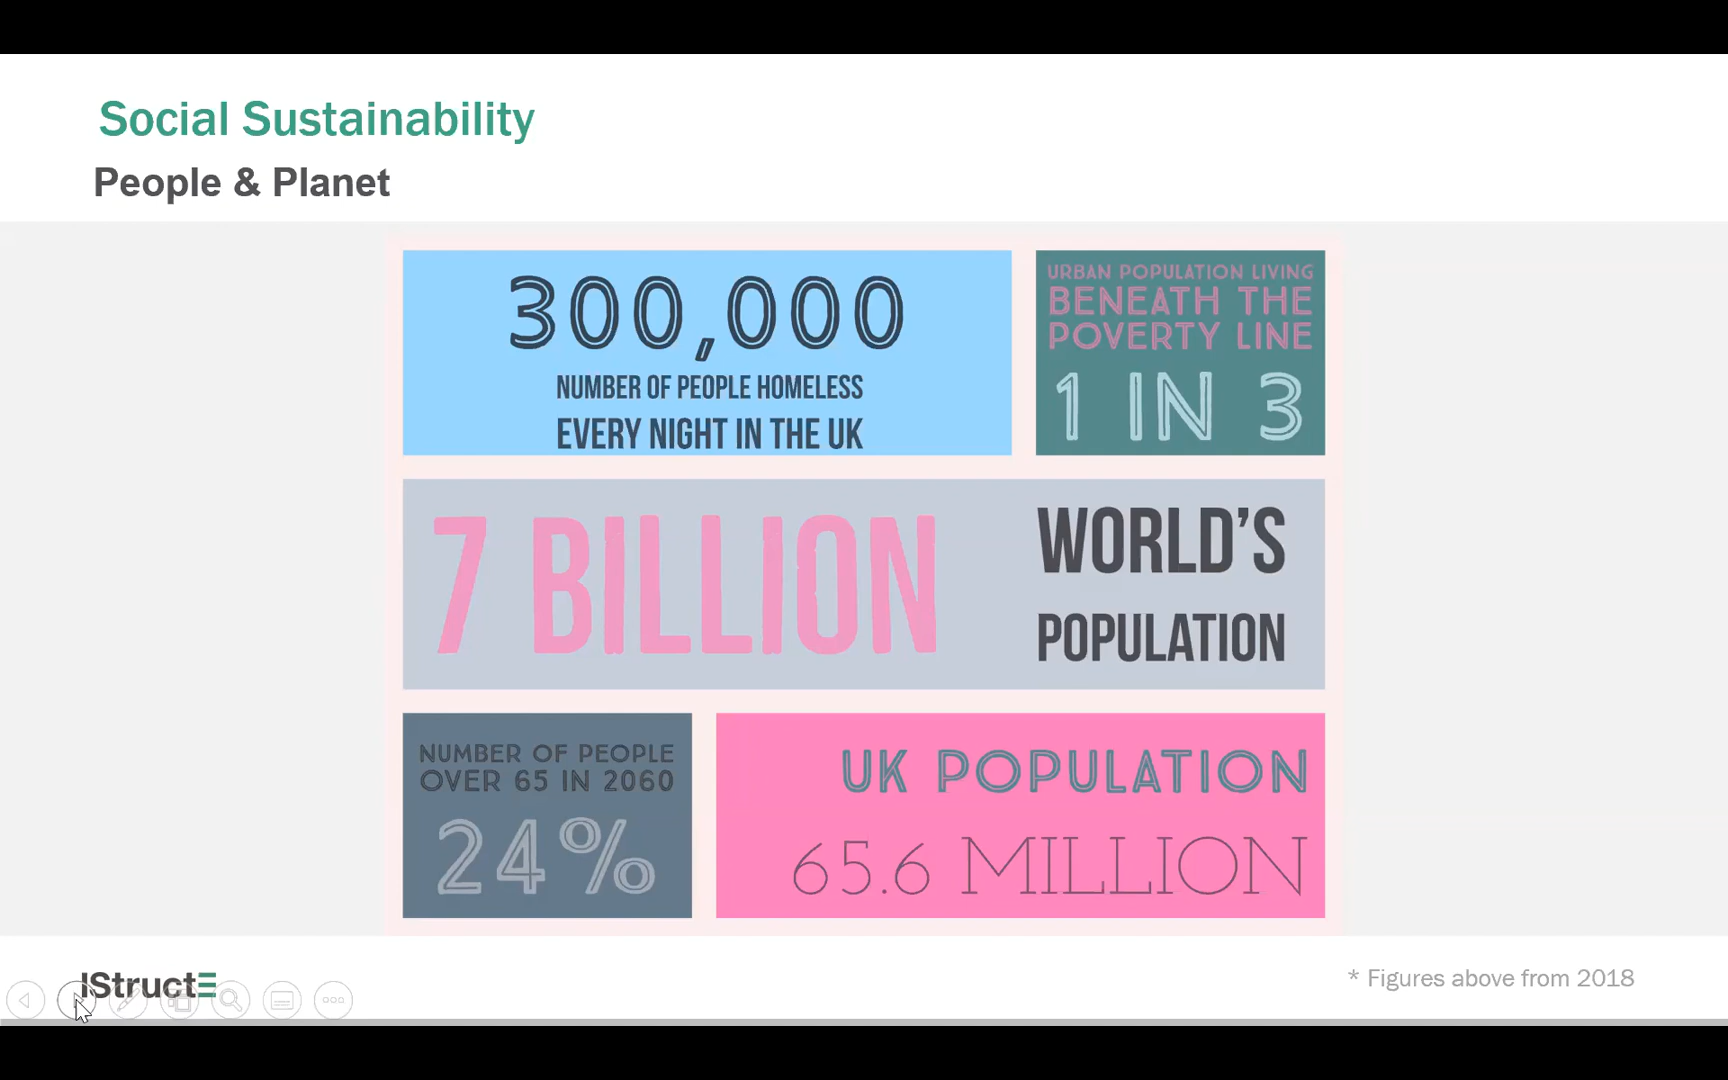 Social Sustainability
People & Planet
300,000
NUMBER OF PEOPLE HOMELESS
EVERY NIGHT IN THE UK
URBAN POPULATION LIVING
BENEATH THE
POVERTY LINE
1 IN 3
7 BILLION
WORLD'S
POPULATION
NUMBER OF PEOPLE
OVER 65 IN 2060
24%
UK POPULATION
65.6 MILLION
IStructE
* Figures above from 2018